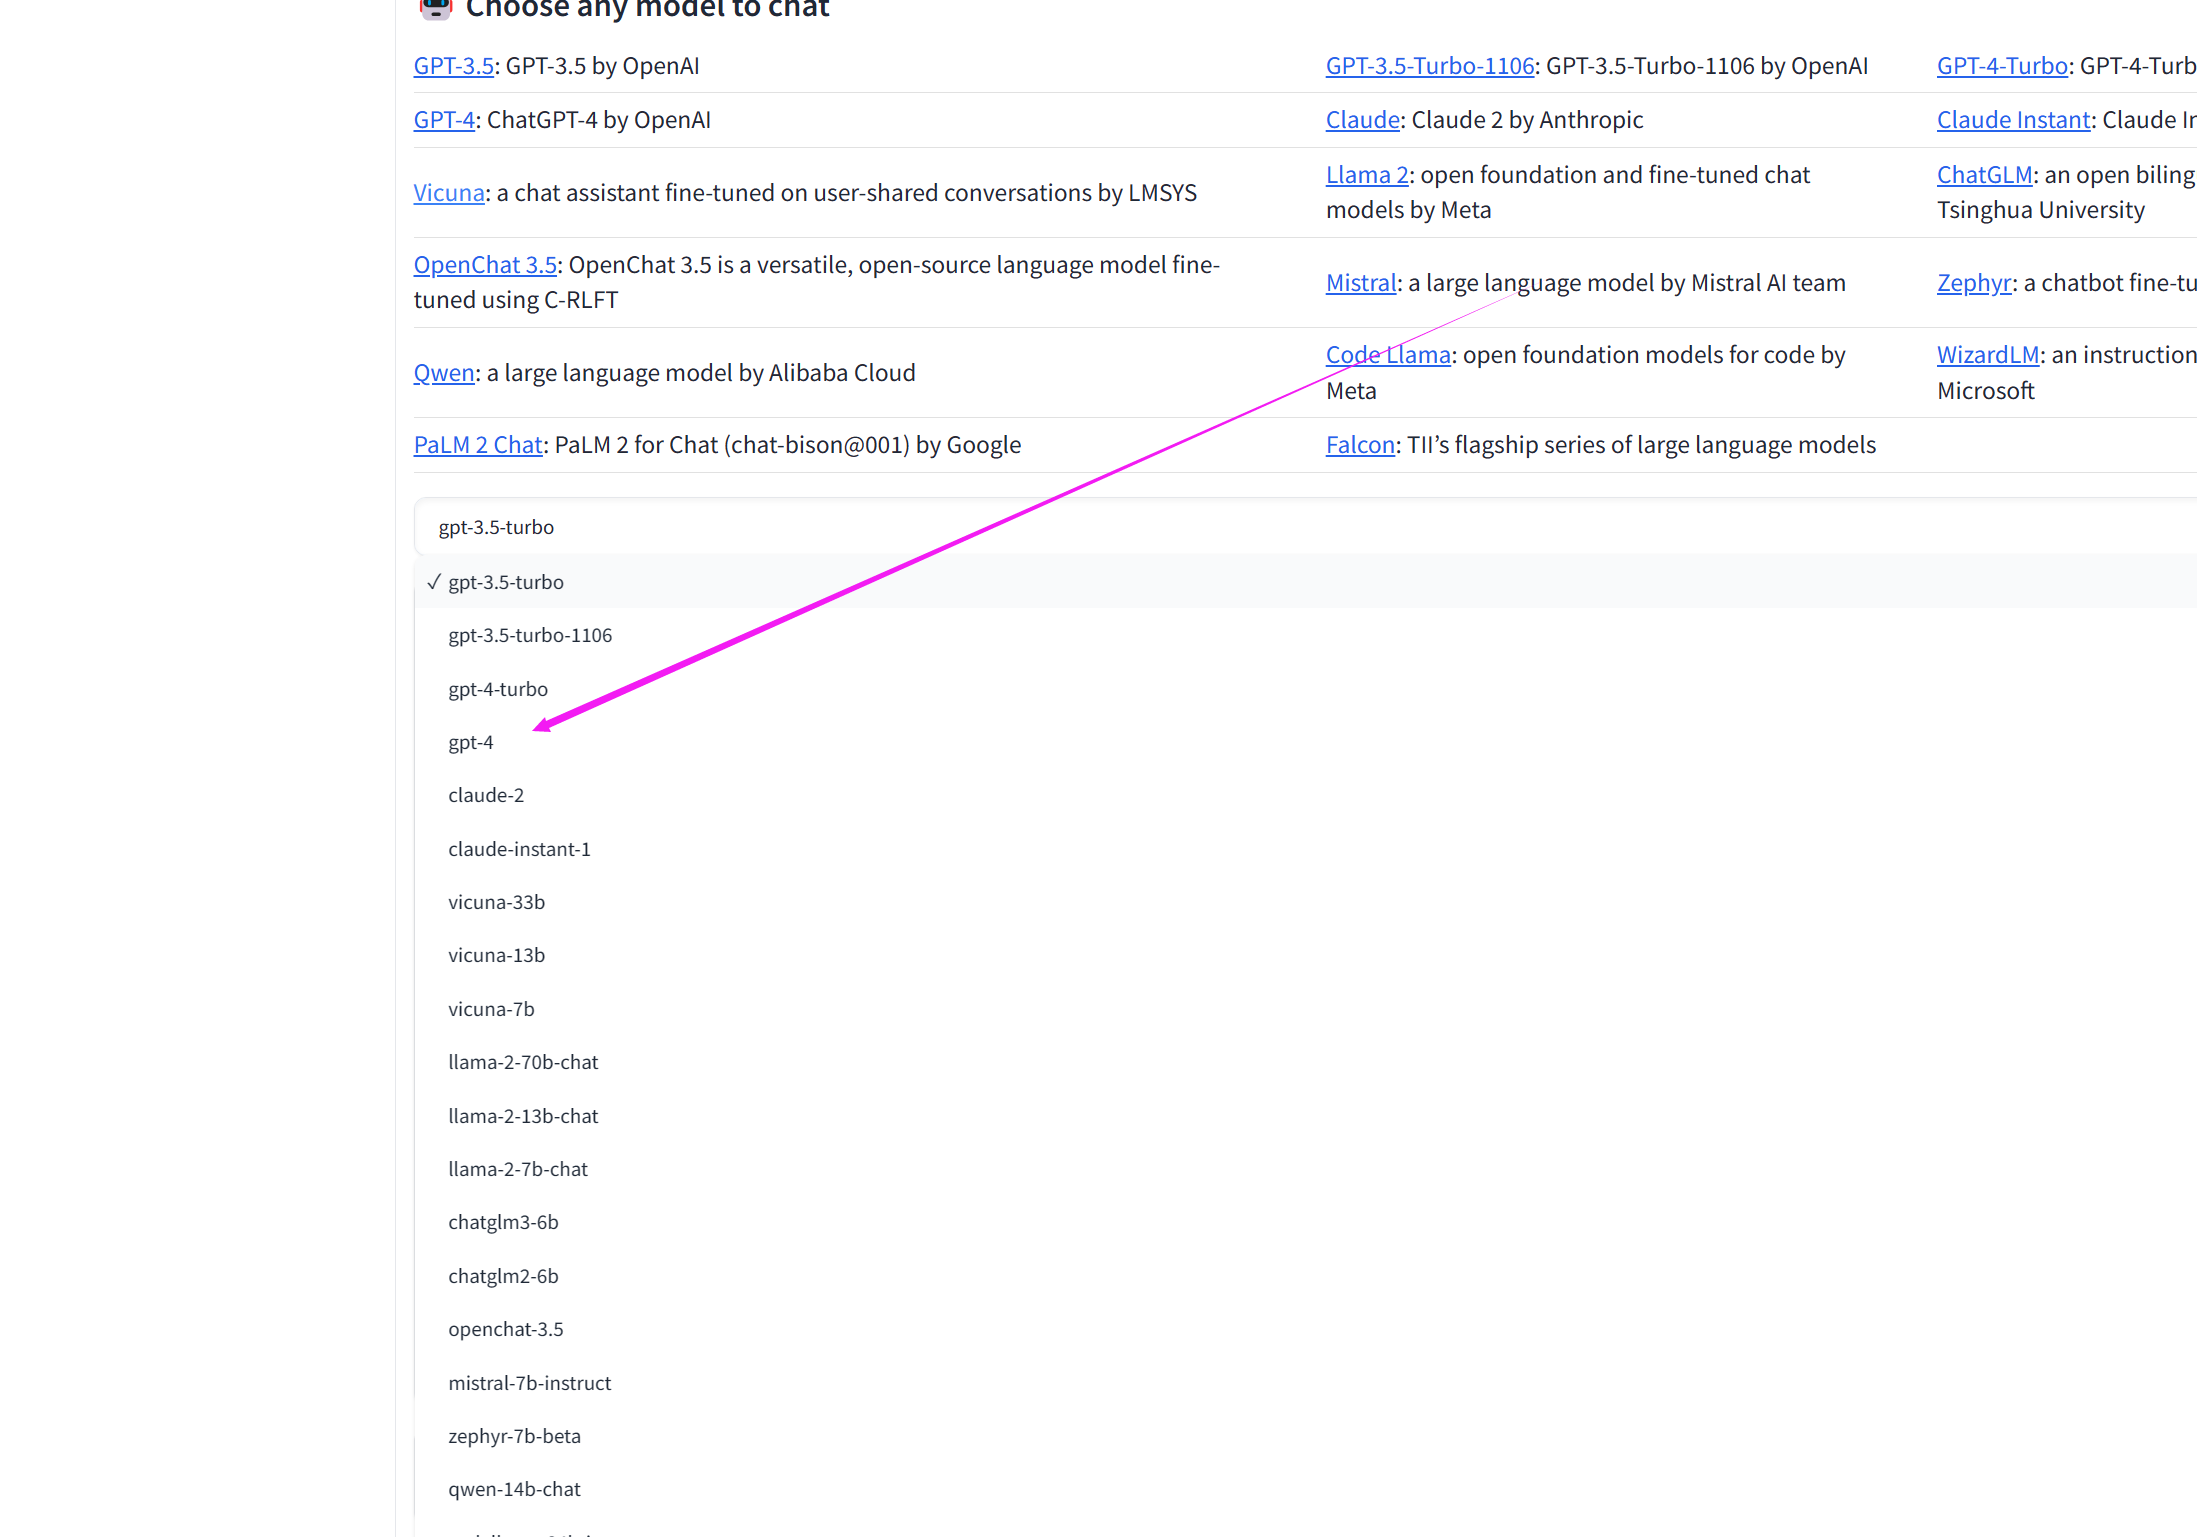 Choose any model to chat
GPT-3.5: GPT-3.5 by OpenAI
GPT-3.5-Turbo-1106: GPT-3.5-Turbo-1106 by OpenAI
GPT-4-Turbo: GPT-4-Turb
GPT-4: ChatGPT-4 by OpenAI
Claude: Claude 2 by Anthropic
Claude Instant: Claude
Vicuna: a chat assistant fine-tuned on user-shared conversations by LMSYS
Llama 2: open foundation and fine-tuned chat
models by Meta
ChatGLM: an open biling
Tsinghua University
OpenChat 3.5: OpenChat 3.5 is a versatile, open-source language model fine-
tuned using C-RLFT
Mistral: a large language model by Mistral AI team
Zephyr: a chatbot fine-tu
Qwen: a large language model by Alibaba Cloud
Code Llama: open foundation models for code by
Meta
WizardLM: an instruction
Microsoft
PaLM 2 Chat: PaLM 2 for Chat (chat-bison@001) by Google
Falcon: TII’s flagship series of large language models
gpt-3.5-turbo
✓ gpt-3.5-turbo
gpt-3.5-turbo-1106
gpt-4-turbo
gpt-4
claude-2
claude-instant-1
vicuna-33b
vicuna-13b
vicuna-7b
llama-2-70b-chat
llama-2-13b-chat
llama-2-7b-chat
chatglm3-6b
chatglm2-6b
openchat-3.5
mistral-7b-instruct
zephyr-7b-beta
qwen-14b-chat